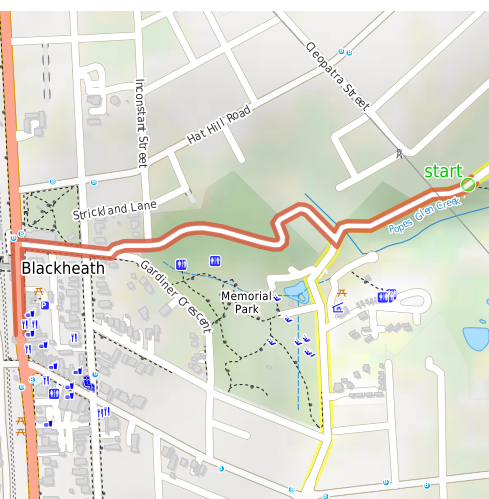 Cleopatra Street
Inconstant Street
Hat Hill Road
start
Popes Glen Creek
Strickland Lane
Blackheath
Gardiner Crescent
Memorial
Park